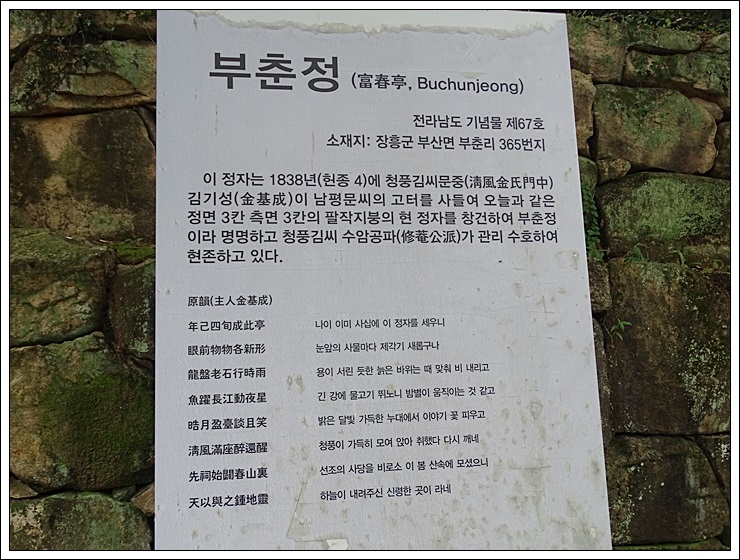 부춘정 (富春亭, Buchunjeong)
전라남도 기념물 제67호
소재지: 장흥군 부산면 부춘리 365번지
이 정자는 1838년(헌종 4)에 청풍김씨문중(淸風金氏門中)
김기성(金基成)이 남평문씨의 고터를 사들여 오늘과 같은
정면 3칸 측면 3칸의 팔작지붕의 현 정자를 창건하여 부춘정
이라 명명하고 청풍김씨 수암공파(修菴公派)가 관리 수호하여
현존하고 있다.
原韻(主人金基成)
年己四旬成此亭 나이 이미 사십에 이 정자를 세우니
眼前物物各新形 눈앞의 사물마다 제각기 새롭구나
龍盤老石行時雨 용이 서린 듯한 늙은 바위는 때 맞춰 비 내리고
魚躍長江動夜星 긴 강에 물고기 뛰노니 밤별이 움직이는 것 같고
晧月盈臺談且笑 밝은 달빛 가득한 누대에서 이야기 꽃 피우고
淸風滿座醉還醒 청풍이 가득히 모여 앉아 취했다 다시 깨네
先祠始闢春山裏 선조의 사당을 비로소 이 봄 산속에 모셨으니
天以與之鍾地靈 하늘이 내려주신 신령한 곳이 라네